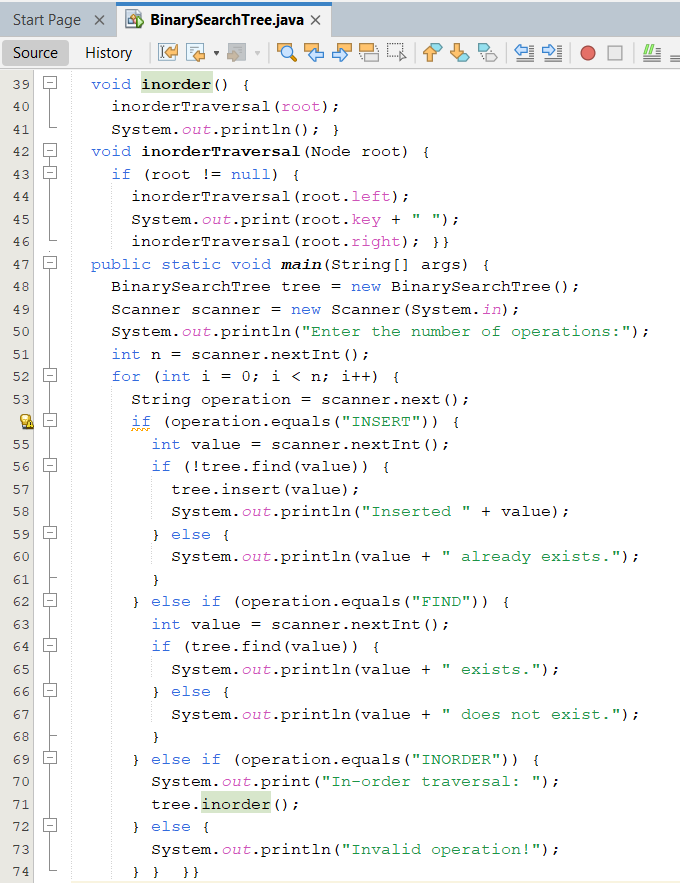 Start Page
BinarySearchTree.java
Source History
39 void inorder() {
40 inorderTraversal(root);
41 System.out.println(); }
42 void inorderTraversal(Node root) {
43 if (root != null) {
44 inorderTraversal(root.left);
45 System.out.print(root.key + " ");
46 inorderTraversal(root.right); }}
47 public static void main(String[] args) {
48 BinarySearchTree tree = new BinarySearchTree();
49 Scanner scanner = new Scanner(System.in);
50 System.out.println("Enter the number of operations:");
51 int n = scanner.nextInt();
52 for (int i = 0; i < n; i++) {
53 String operation = scanner.next();
if (operation.equals("INSERT")) {
55 int value = scanner.nextInt();
56 if (!tree.find(value)) {
57 tree.insert(value);
58 System.out.println("Inserted " + value);
59 } else {
60 System.out.println(value + " already exists.");
61 }
62 } else if (operation.equals("FIND")) {
63 int value = scanner.nextInt();
64 if (tree.find(value)) {
65 System.out.println(value + " exists.");
66 } else {
67 System.out.println(value + " does not exist.");
68 }
69 } else if (operation.equals("INORDER")) {
70 System.out.print("In-order traversal: ");
71 tree.inorder();
72 } else {
73 System.out.println("Invalid operation!");
74 } } }}